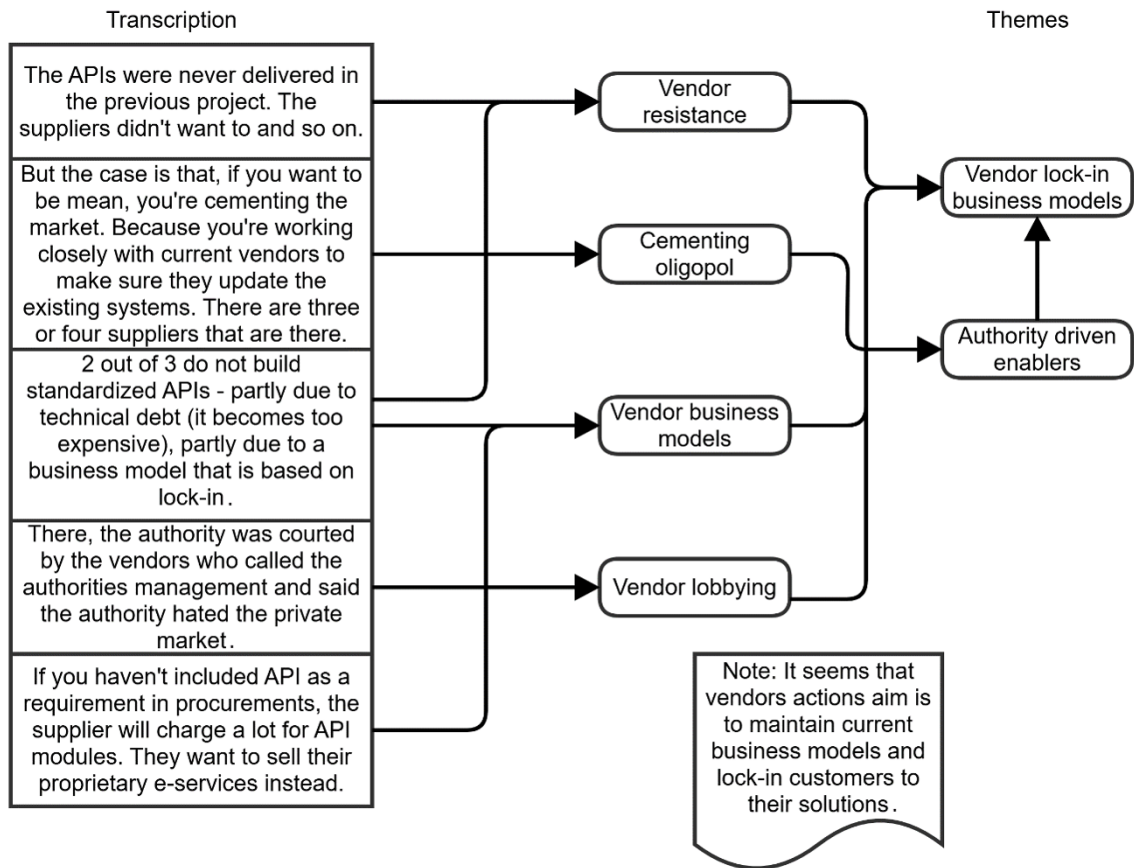 Transcription
Themes
The APIs were never delivered in
the previous project. The
suppliers didn't want to and so on.
But the case is that, if you want to
be mean, you're cementing the
market. Because you're working
closely with current vendors to
make sure they update the
existing systems. There are three
or four suppliers that are there.
2 out of 3 do not build
standardized APIs - partly due to
technical debt (it becomes too
expensive), partly due to a
business model that is based on
lock-in.
There, the authority was courted
by the vendors who called the
authorities management and said
the authority hated the private
market.
If you haven't included API as a
requirement in procurements, the
supplier will charge a lot for API
modules. They want to sell their
proprietary e-services instead.
Vendor
resistance
Cementing
oligopol
Vendor business
models
Vendor lobbying
Vendor lock-in
business models
Authority driven
enablers
Note: It seems that
vendors actions aim is
to maintain current
business models and
lock-in customers to
their solutions.